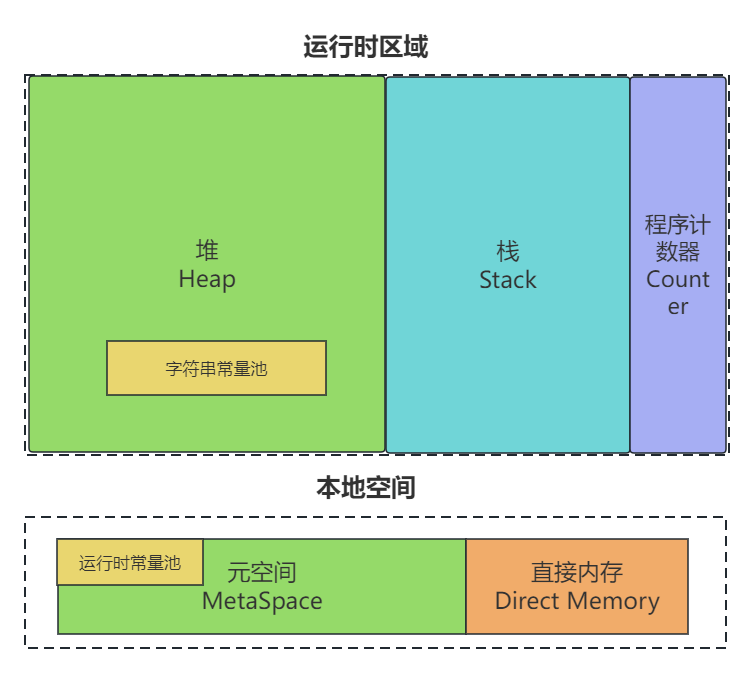 运行时区域
堆
Heap
字符串常量池
栈
Stack
程序计
数器
Count
er
本地空间
运行时常量池
元空间
MetaSpace
直接内存
Direct Memory